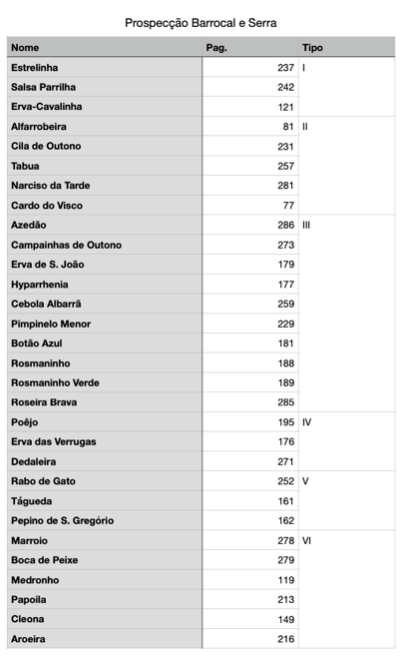 Prospecção Barrocal e Serra
Nome Pag. Tipo
Estrelinha 237 I
Salsa Parrilha 242
Erva-Cavalinha 121
Alfarrobeira 81 II
Cila de Outono 231
Tabua 257
Narciso da Tarde 281
Cardo do Visco 77
Azedão 286 III
Campainhas de Outono 273
Erva de S. João 179
Hyparrhenia 177
Cebola Albarrã 259
Pimpinelo Menor 229
Botão Azul 181
Rosmaninho 188
Rosmaninho Verde 189
Roseira Brava 285
Poêjo 195 IV
Erva das Verrugas 176
Dedaleira 271
Rabo de Gato 252 V
Tágueda 161
Pepino de S. Gregório 162
Marroio 278 VI
Boca de Peixe 279
Medronho 119
Papoila 213
Cleona 149
Aroeira 216